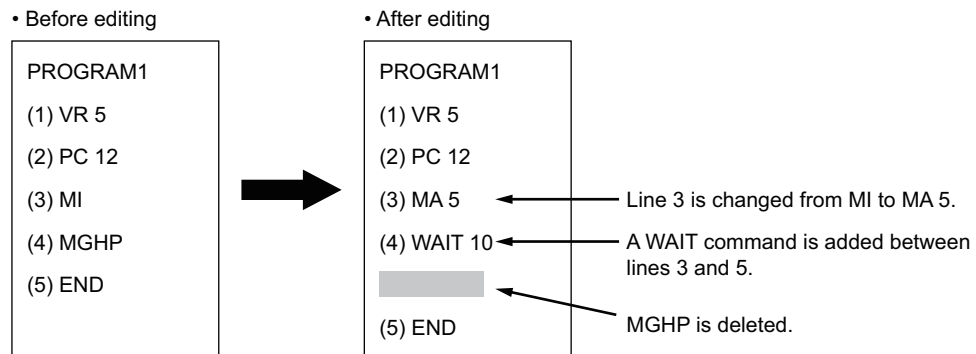 • Before editing
PROGRAM1
(1) VR 5
(2) PC 12
(3) MI
(4) MGHP
(5) END
• After editing
PROGRAM1
(1) VR 5
(2) PC 12
(3) MA 5
(4) WAIT 10
(5) END
Line 3 is changed from MI to MA 5.
A WAIT command is added between
lines 3 and 5.
MGHP is deleted.